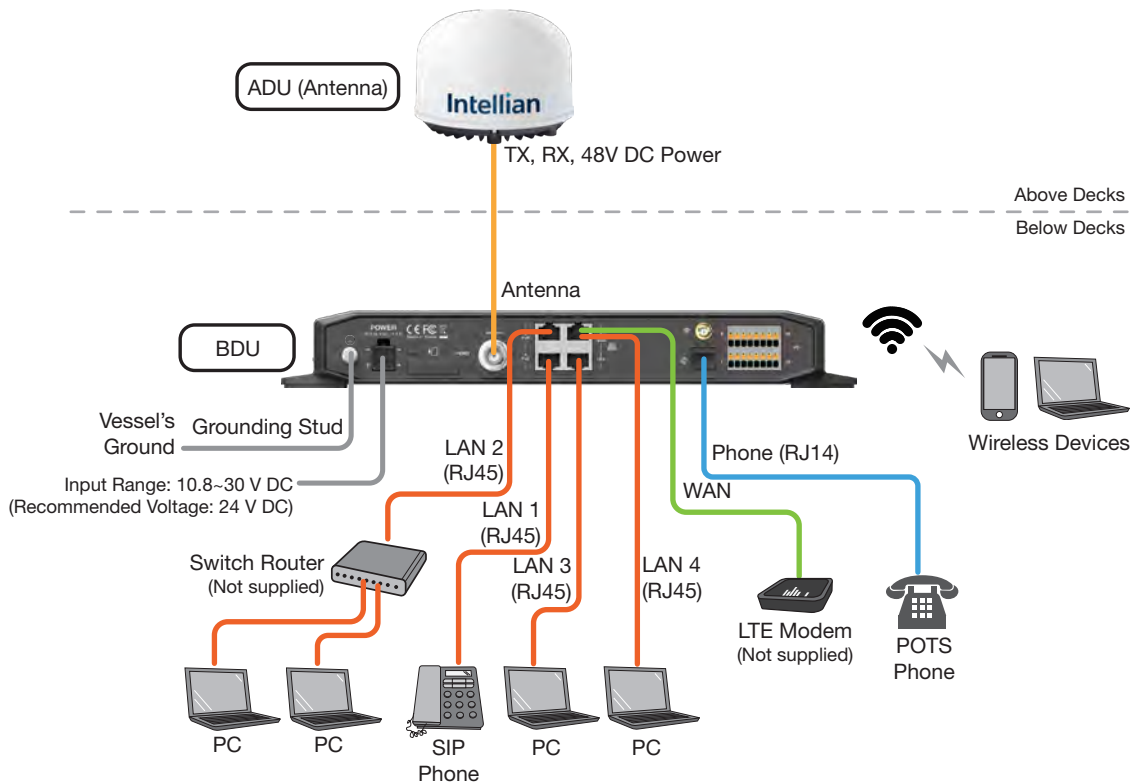 ADU (Antenna)
Intellian
TX, RX, 48V DC Power
Above Decks
Below Decks
Antenna
BDU
POWER
CE FC
Vessel's
Ground
Grounding Stud
Input Range: 10.8~30 V DC
(Recommended Voltage: 24 V DC)
LAN 2
(RJ45)
LAN 1
(RJ45)
LAN 3
(RJ45)
LAN 4
(RJ45)
Phone (RJ14)
WAN
Wireless Devices
Switch Router
(Not supplied)
LTE Modem
(Not supplied)
POTS
Phone
PC
PC
SIP
Phone
PC
PC